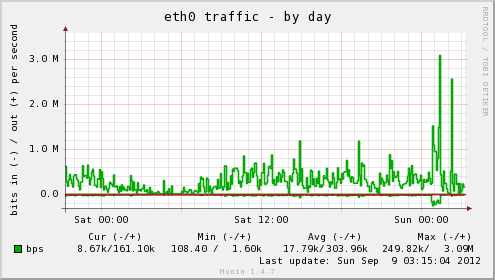 eth0 traffic - by day
RRDTOOL / TOBI OETIKER
bits in (-) / out (+) per second
3.0 M
2.0 M
1.0 M
0.0
Sat 00:00 Sat 12:00 Sun 00:00
Cur (-/+) Min (-/+) Avg (-/+) Max (-/+)
bps 8.67k/161.10k 108.40 / 1.60k 17.79k/303.96k 249.82k/ 3.09M
Last update: Sun Sep 9 03:15:04 2012
Munin 1.4.7